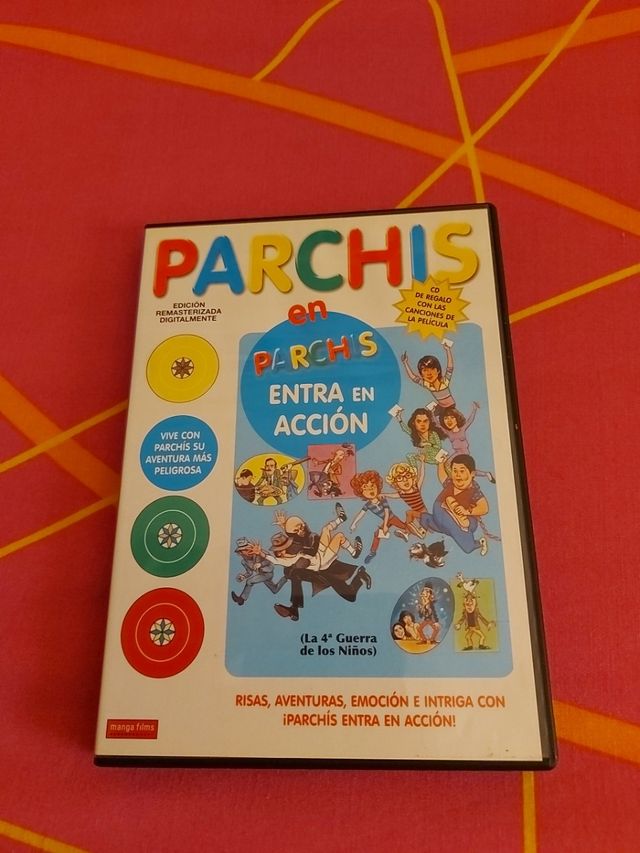 PARCHIS
EDICIÓN
REMASTERIZADA
DIGITALMENTE
CD
DE REGALO
CON LAS
CANCIONES DE
LA PELÍCULA
en
PARCHIS
ENTRA EN
ACCIÓN
VIVE CON
PARCHÍS SU
AVENTURA MÁS
PELIGROSA
(La 4ª Guerra
de los Niños)
RISAS, AVENTURAS, EMOCIÓN E INTRIGA CON
¡PARCHÍS ENTRA EN ACCIÓN!
manga films